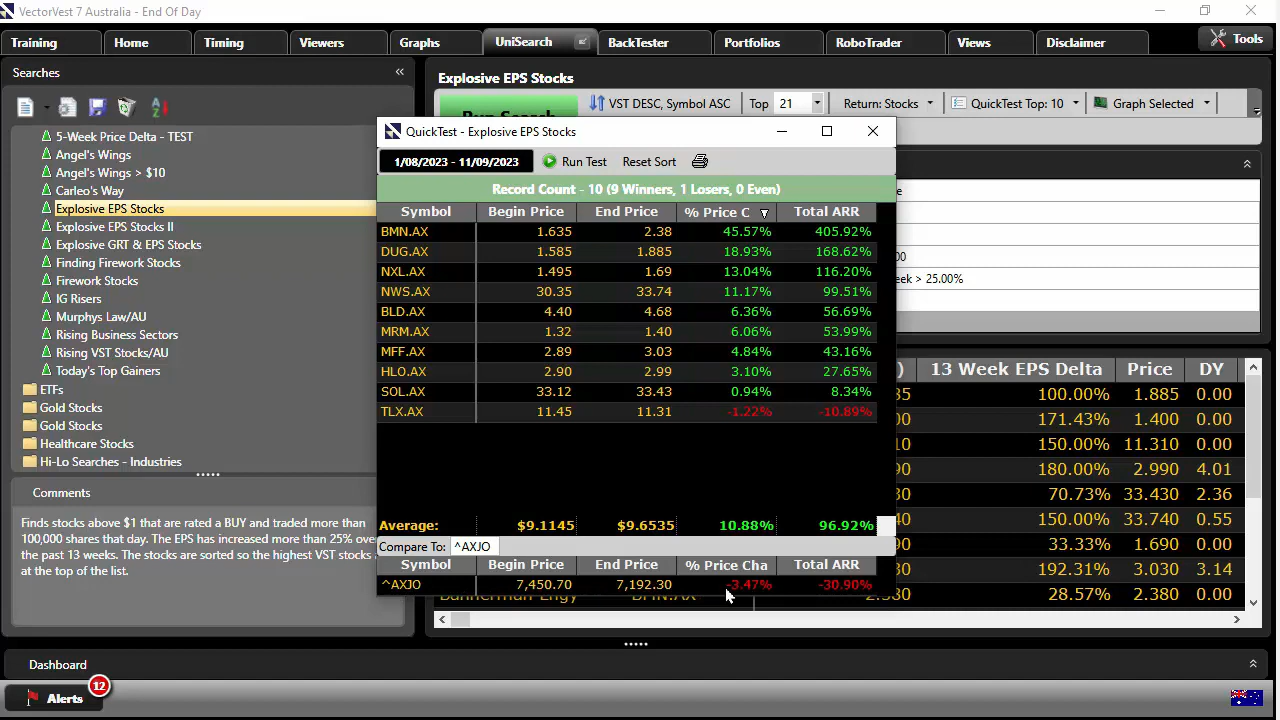 VectorVest 7 Australia - End Of Day
Training Home Timing Viewers Graphs UniSearch BackTester Portfolios RoboTrader Views Disclaimer Tools
Searches
5-Week Price Delta - TEST
Angel's Wings
Angel's Wings > $10
Carleo's Way
Explosive EPS Stocks
Explosive EPS Stocks II
Explosive GRT & EPS Stocks
Finding Firework Stocks
Firework Stocks
IG Risers
Murphys Law/AU
Rising Business Sectors
Rising VST Stocks/AU
Today's Top Gainers
ETFs
Gold Stocks
Gold Stocks
Healthcare Stocks
Hi-Lo Searches - Industries
Comments
Finds stocks above $1 that are rated a BUY and traded more than
100,000 shares that day. The EPS has increased more than 25% over
the past 13 weeks. The stocks are sorted so the highest VST stocks
at the top of the list.
Explosive EPS Stocks
VST DESC, Symbol ASC Top 21 Return: Stocks QuickTest Top: 10 Graph Selected
QuickTest - Explosive EPS Stocks
1/08/2023 - 11/09/2023 Run Test Reset Sort
Record Count - 10 (9 Winners, 1 Losers, 0 Even)
Symbol Begin Price End Price % Price C Total ARR
BMN.AX 1.635 2.38 45.57% 405.92%
DUG.AX 1.585 1.885 18.93% 168.62%
NXL.AX 1.495 1.69 13.04% 116.20%
NWS.AX 30.35 33.74 11.17% 99.51%
BLD.AX 4.40 4.68 6.36% 56.69%
MRM.AX 1.32 1.40 6.06% 53.99%
MFF.AX 2.89 3.03 4.84% 43.16%
HLO.AX 2.90 2.99 3.10% 27.65%
SOL.AX 33.12 33.43 0.94% 8.34%
TLX.AX 11.45 11.31 -1.22% -10.89%
Average: $9.1145 $9.6535 10.88% 96.92%
Compare To: ^AXJO
Symbol Begin Price End Price % Price Cha Total ARR
^AXJO 7,450.70 7,192.30 -3.47% -30.90%
eek > 25.00%
13 Week EPS Delta Price DY
100.00% 1.885 0.00
171.43% 1.400 0.00
150.00% 11.310 0.00
180.00% 2.990 4.01
70.73% 33.430 2.36
150.00% 33.740 0.55
33.33% 1.690 0.00
192.31% 3.030 3.14
28.57% 2.380 0.00
Dashboard
Alerts 12